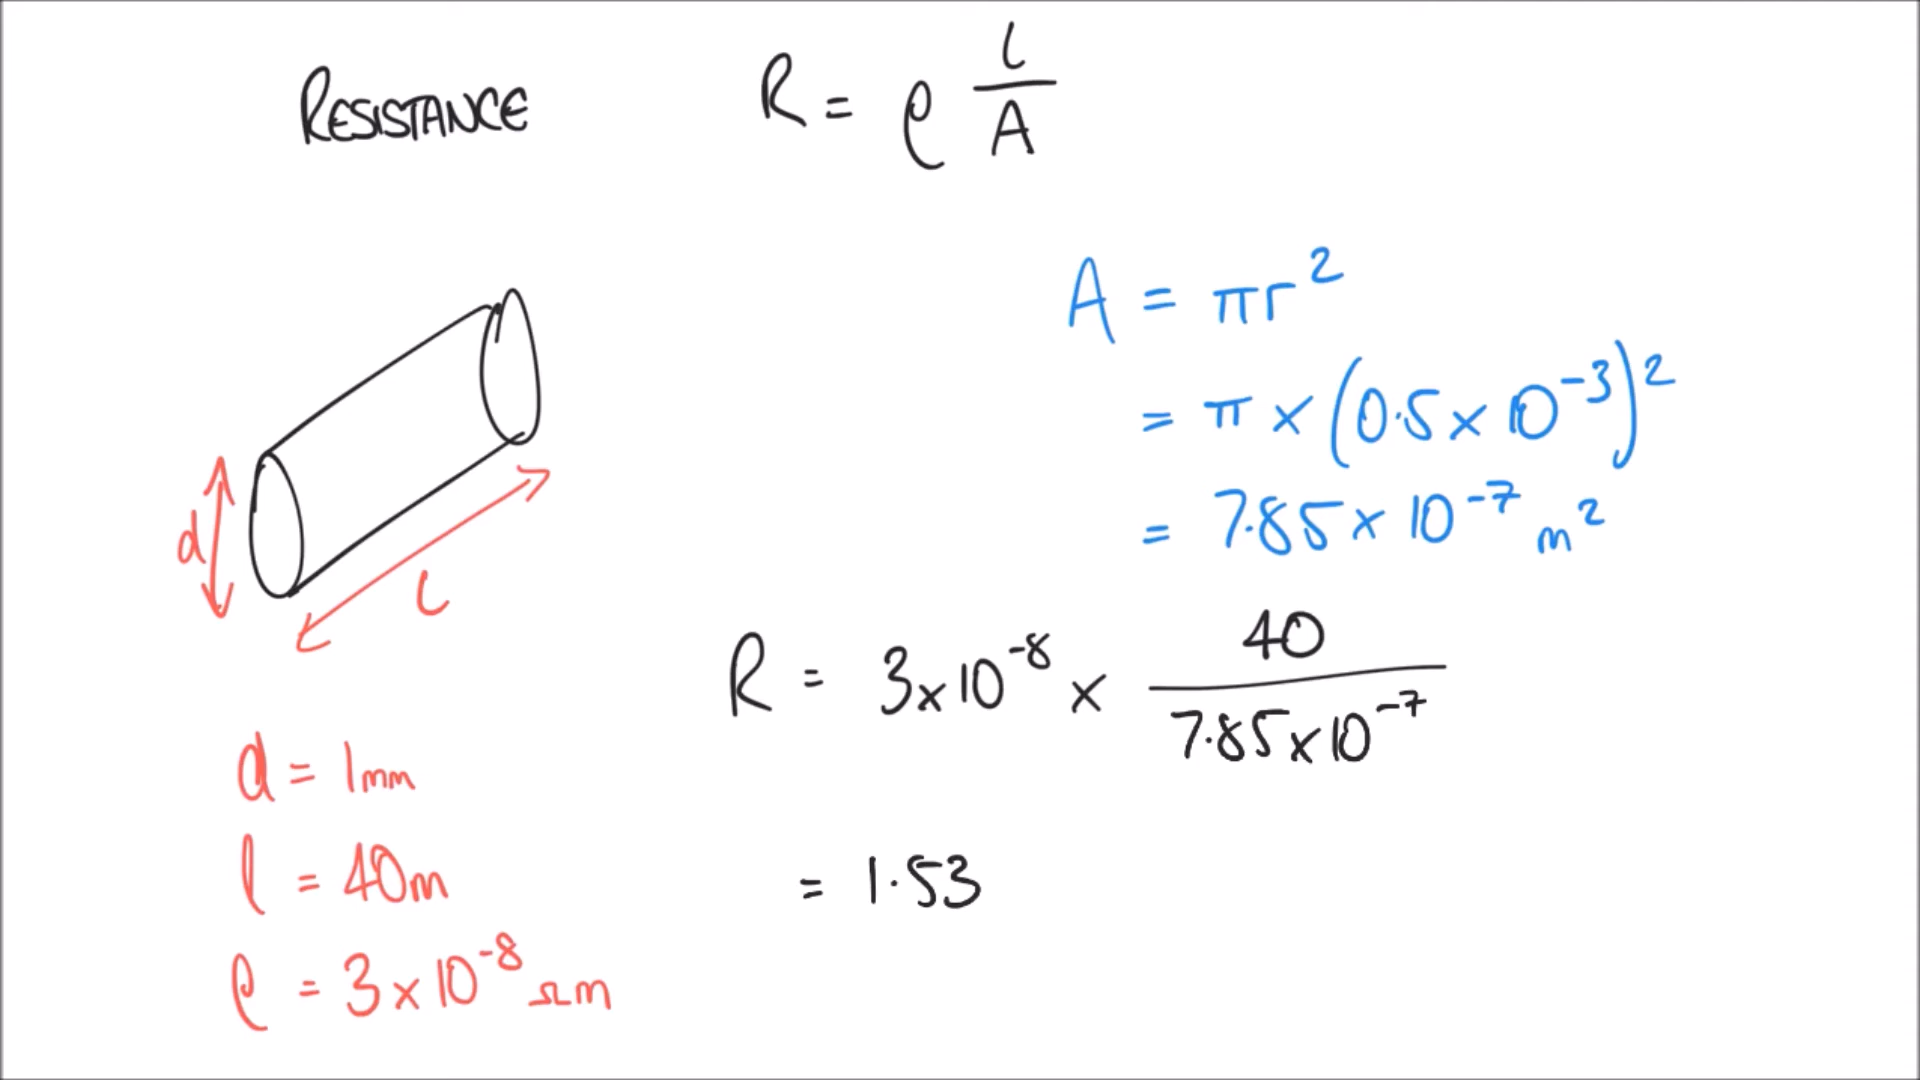 RESISTANCE
R = ρ l/A
A = πr²
= π × (0.5 × 10⁻³)²
= 7.85 × 10⁻⁷ m²
d
l
R = 3×10⁻⁸ × 40/7.85×10⁻⁷
= 1.53
d = 1mm
l = 40m
ρ = 3×10⁻⁸ Ωm